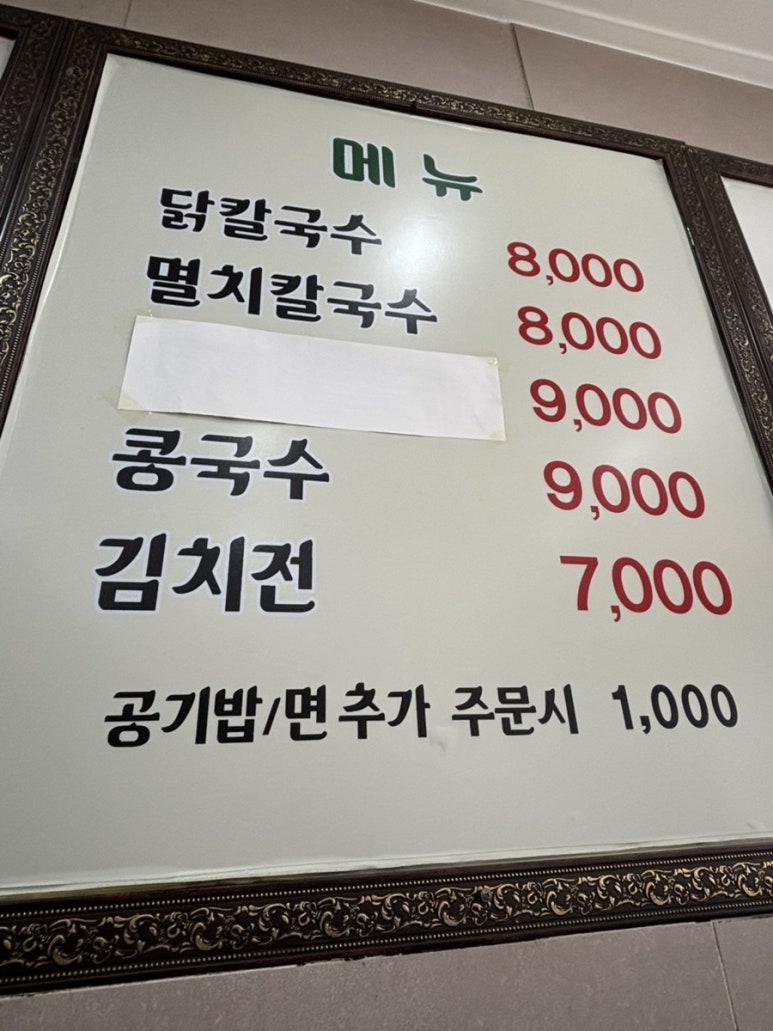 메뉴
닭칼국수 8,000
멸치칼국수 8,000
9,000
콩국수 9,000
김치전 7,000
공기밥/면 추가 주문시 1,000